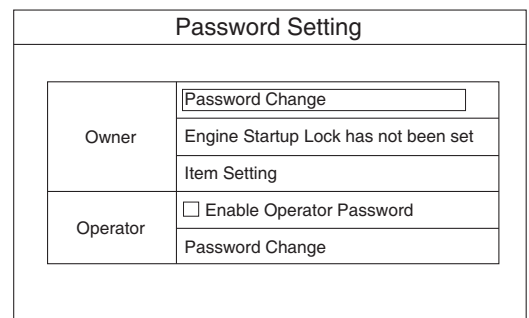 Password Setting
Owner
Password Change
Engine Startup Lock has not been set
Item Setting
Operator
Enable Operator Password
Password Change